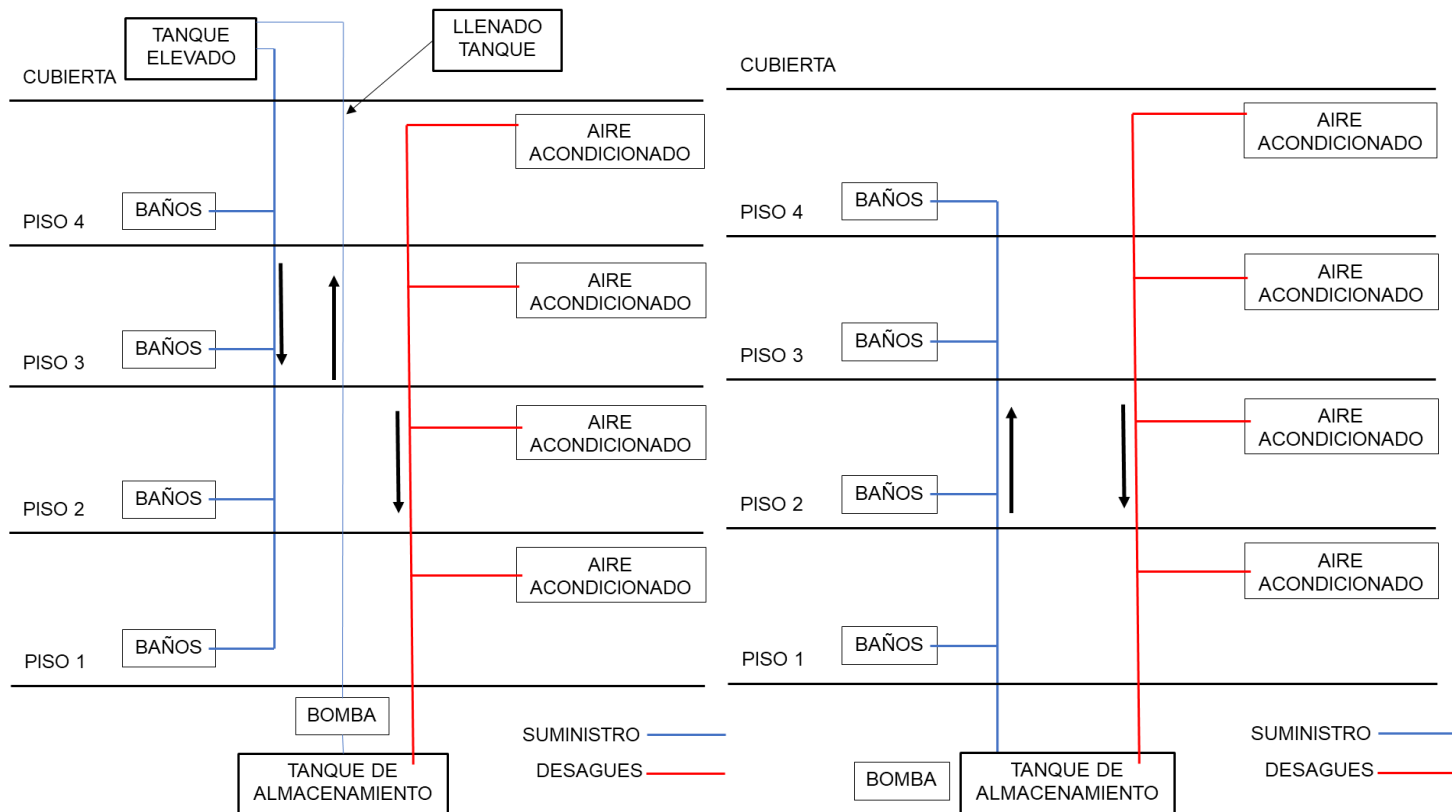 TANQUE
ELEVADO
LLENADO
TANQUE
CUBIERTA
AIRE
ACONDICIONADO
BAÑOS
PISO 4
AIRE
ACONDICIONADO
BAÑOS
PISO 3
AIRE
ACONDICIONADO
BAÑOS
PISO 2
AIRE
ACONDICIONADO
BAÑOS
PISO 1
BOMBA
SUMINISTRO
TANQUE DE
ALMACENAMIENTO
DESAGUES
CUBIERTA
AIRE
ACONDICIONADO
BAÑOS
PISO 4
AIRE
ACONDICIONADO
BAÑOS
PISO 3
AIRE
ACONDICIONADO
BAÑOS
PISO 2
AIRE
ACONDICIONADO
BAÑOS
PISO 1
SUMINISTRO
BOMBA
TANQUE DE
ALMACENAMIENTO
DESAGUES